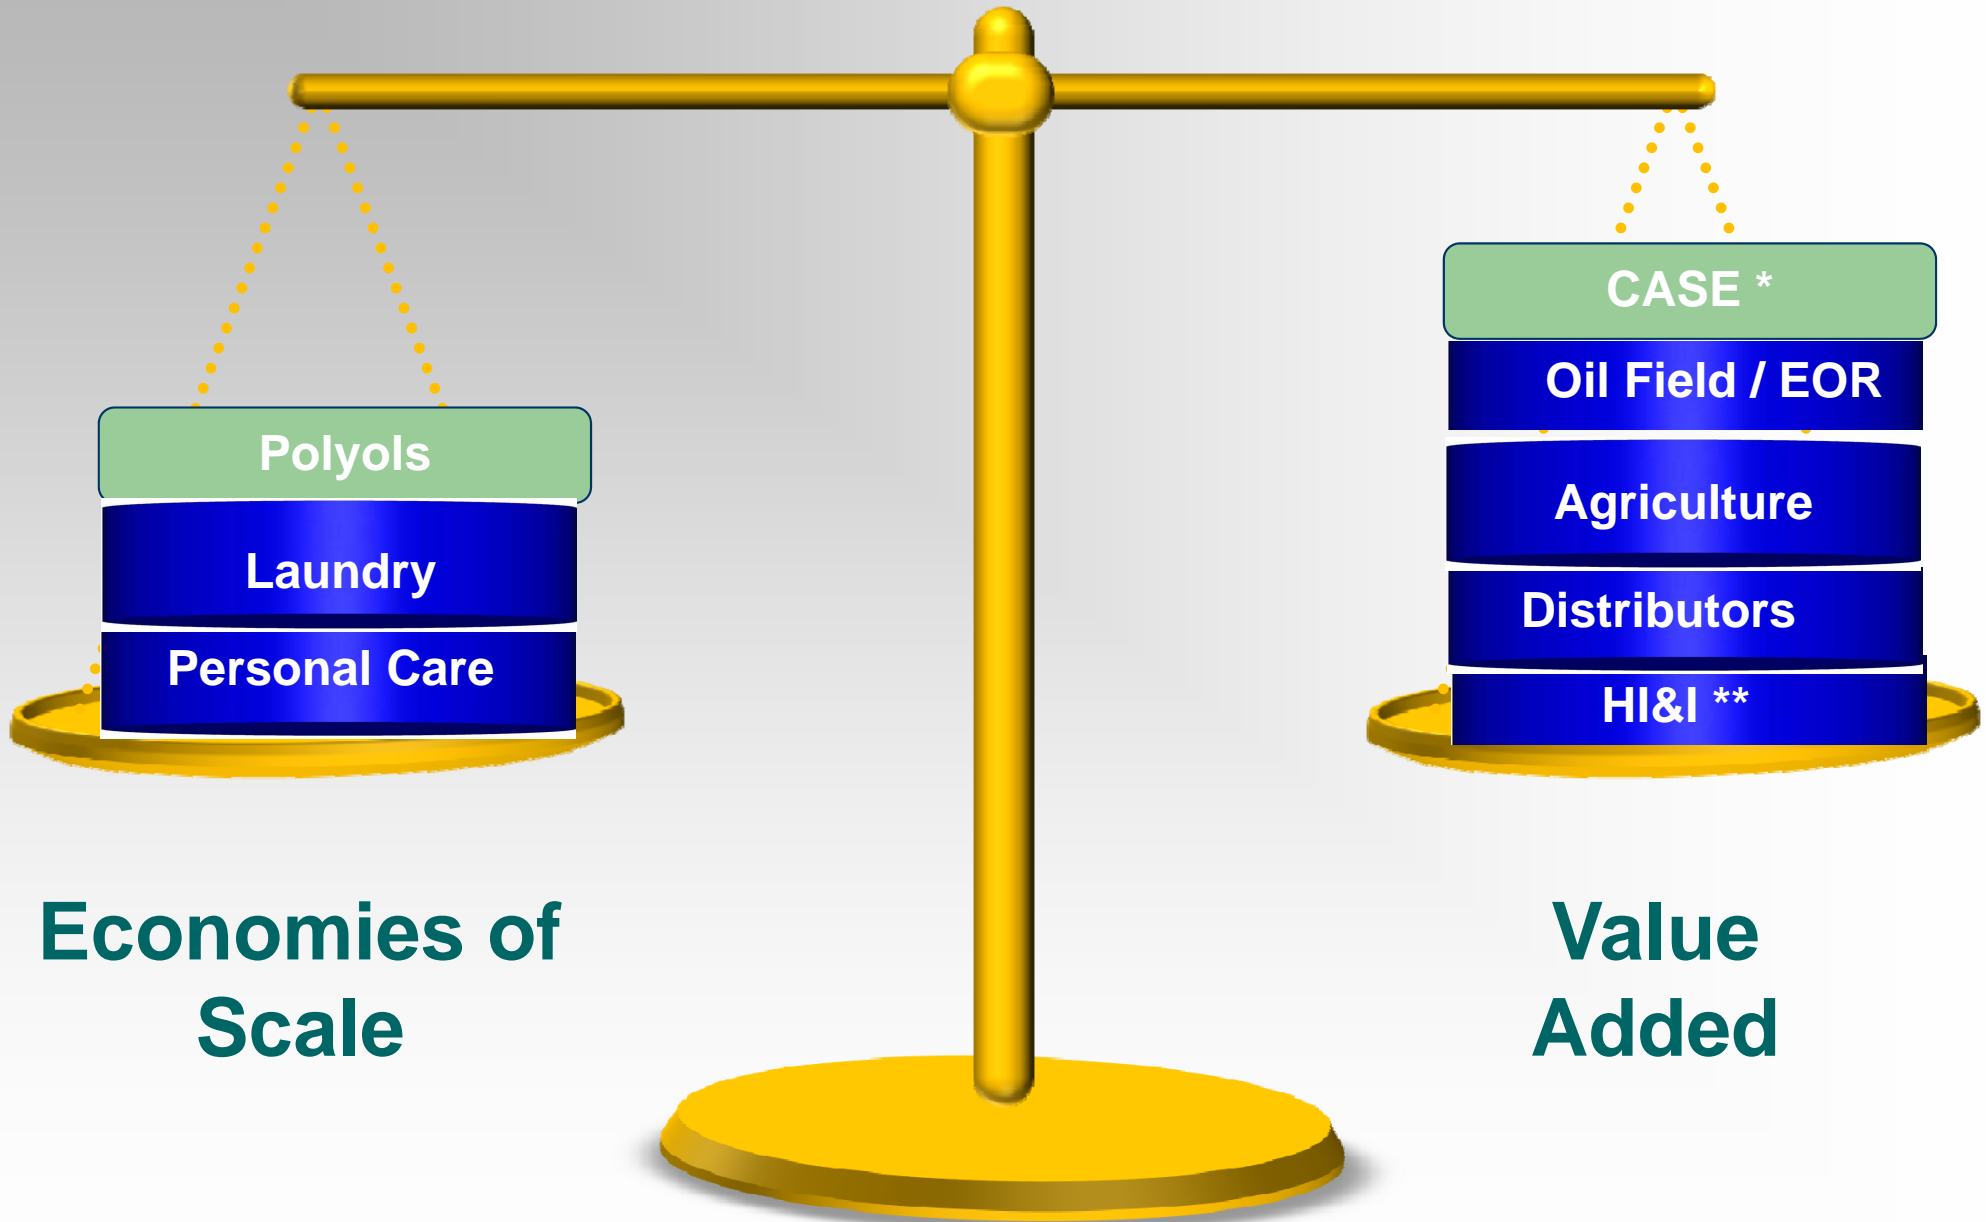 Polyols
Laundry
Personal Care
Economies of
Scale
CASE *
Oil Field / EOR
Agriculture
Distributors
HI&I **
Value
Added